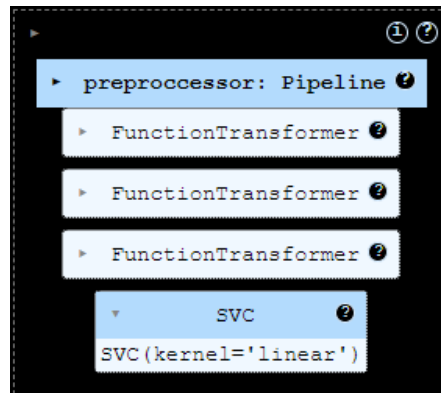 i ?
preproccessor: Pipeline ?
FunctionTransformer ?
FunctionTransformer ?
FunctionTransformer ?
SVC ?
SVC(kernel='linear')